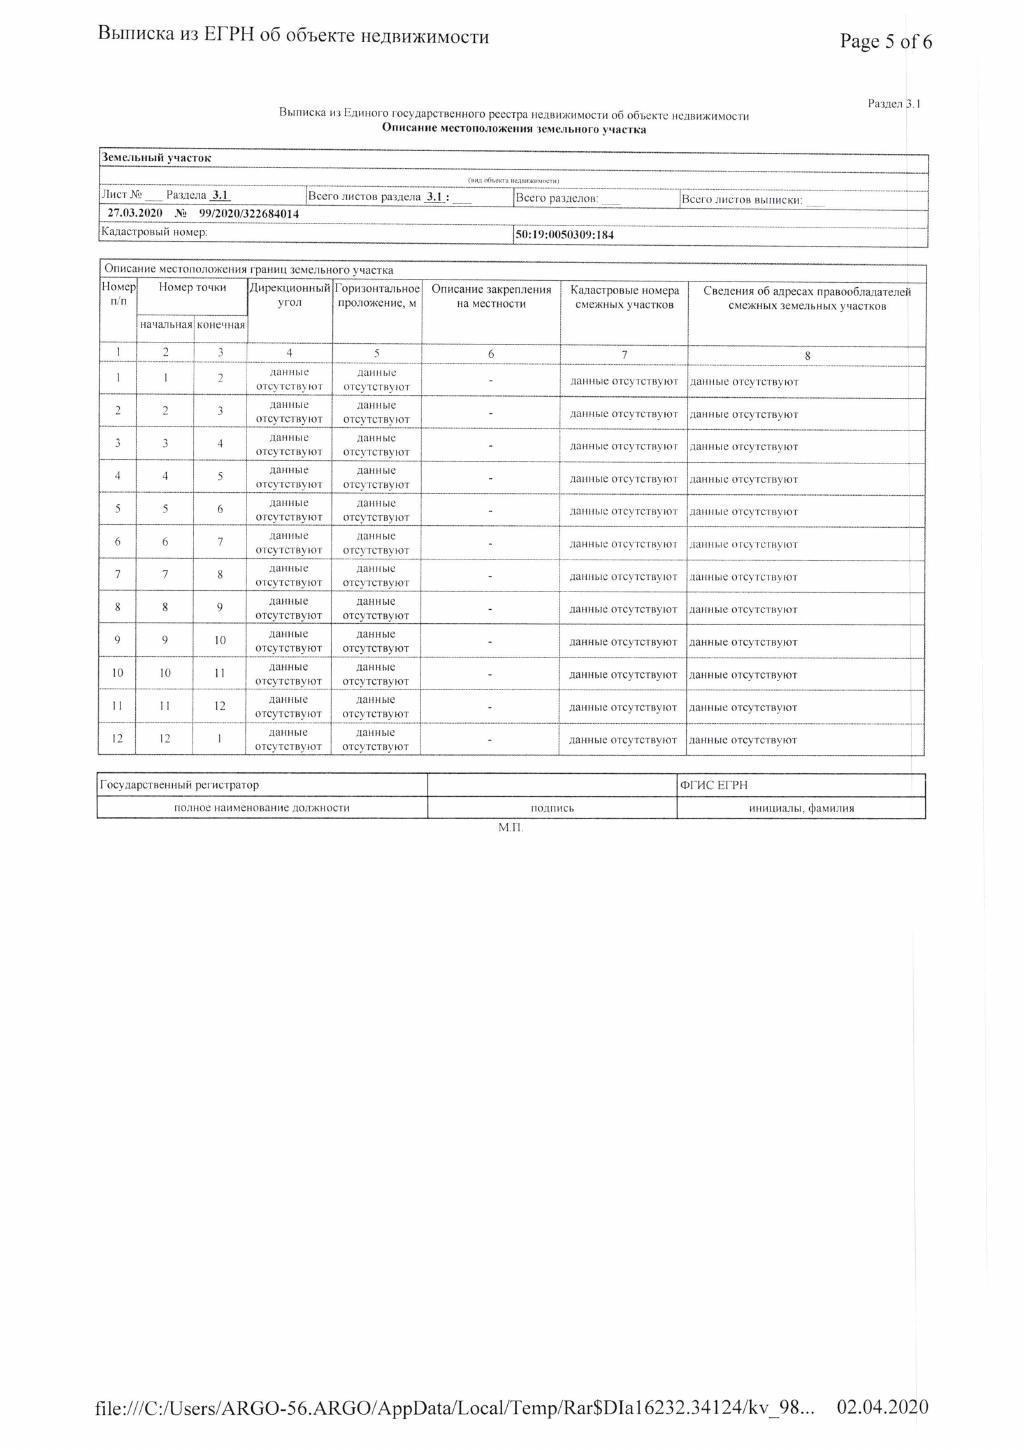 Выписка из ЕГРН об объекте недвижимости
Page 5 of 6
Раздел 3.1
Выписка из Единого государственного реестра недвижимости об объекте недвижимости
Описание местоположения земельного участка
Земельный участок
(вид объекта недвижимости)
Лист № ___ Раздела 3.1 Всего листов раздела 3.1 : ___ Всего разделов: ___ Всего листов выписки: ___
27.03.2020 № 99/2020/322684014
Кадастровый номер: 50:19:0050309:184
Описание местоположения границ земельного участка
Номер п/п Номер точки Дирекционный угол Горизонтальное проложение, м Описание закрепления на местности Кадастровые номера смежных участков Сведения об адресах правообладателей смежных земельных участков
начальная конечная
1 2 3 4 5 6 7 8
1 1 2 данные отсутствуют данные отсутствуют - данные отсутствуют данные отсутствуют
2 2 3 данные отсутствуют данные отсутствуют - данные отсутствуют данные отсутствуют
3 3 4 данные отсутствуют данные отсутствуют - данные отсутствуют данные отсутствуют
4 4 5 данные отсутствуют данные отсутствуют - данные отсутствуют данные отсутствуют
5 5 6 данные отсутствуют данные отсутствуют - данные отсутствуют данные отсутствуют
6 6 7 данные отсутствуют данные отсутствуют - данные отсутствуют данные отсутствуют
7 7 8 данные отсутствуют данные отсутствуют - данные отсутствуют данные отсутствуют
8 8 9 данные отсутствуют данные отсутствуют - данные отсутствуют данные отсутствуют
9 9 10 данные отсутствуют данные отсутствуют - данные отсутствуют данные отсутствуют
10 10 11 данные отсутствуют данные отсутствуют - данные отсутствуют данные отсутствуют
11 11 12 данные отсутствуют данные отсутствуют - данные отсутствуют данные отсутствуют
12 12 1 данные отсутствуют данные отсутствуют - данные отсутствуют данные отсутствуют
Государственный регистратор ФГИС ЕГРН
полное наименование должности подпись инициалы, фамилия
М.П.
file:///C:/Users/ARGO-56.ARGO/AppData/Local/Temp/Rar$DIa16232.34124/kv_98... 02.04.2020